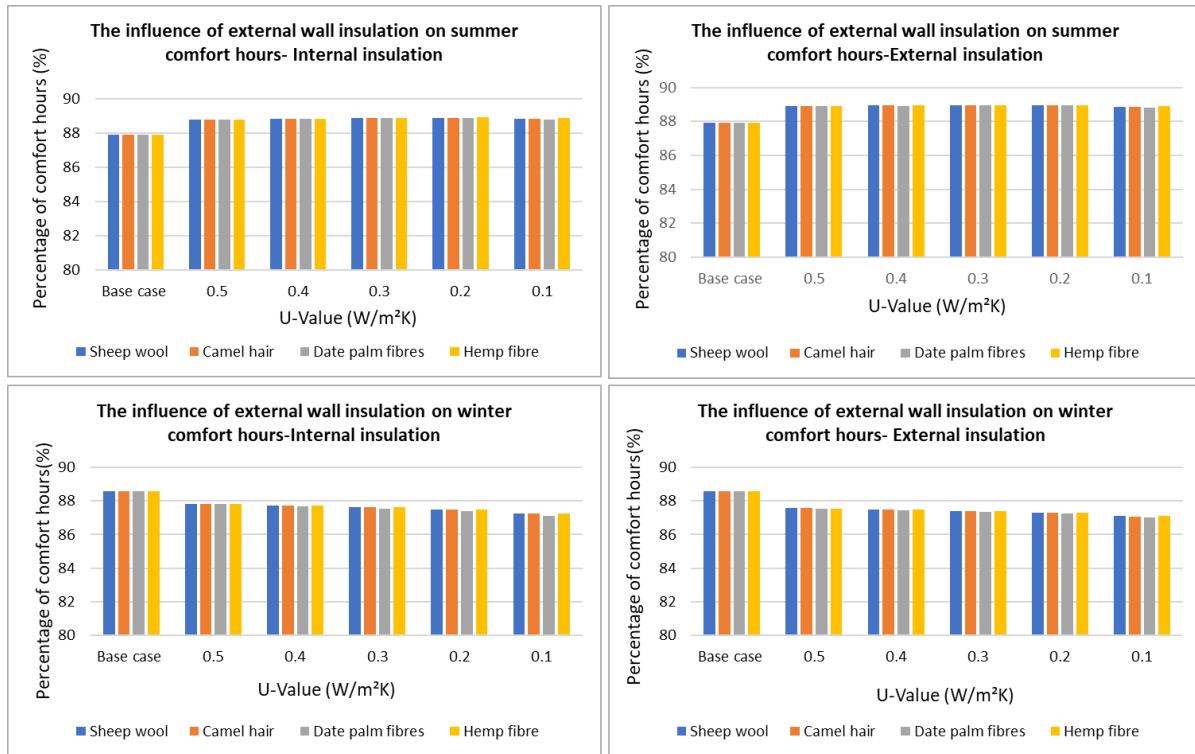 The influence of external wall insulation on summer
comfort hours- Internal insulation
Percentage of comfort hours (%)
90
88
86
84
82
80
Base case 0.5 0.4 0.3 0.2 0.1
U-Value (W/m²K)
Sheep wool Camel hair Date palm fibres Hemp fibre
The influence of external wall insulation on summer
comfort hours-External insulation
Percentage of comfort hours (%)
90
88
86
84
82
80
Base case 0.5 0.4 0.3 0.2 0.1
U-Value (W/m²K)
Sheep wool Camel hair Date palm fibres Hemp fibre
The influence of external wall insulation on winter
comfort hours-Internal insulation
Percentage of comfort hours(%)
90
88
86
84
82
80
Base case 0.5 0.4 0.3 0.2 0.1
U-Value (W/m²K)
Sheep wool Camel hair Date palm fibres Hemp fibre
The influence of external wall insulation on winter
comfort hours- External insulation
Percentage of comfort hours(%)
90
88
86
84
82
80
Base case 0.5 0.4 0.3 0.2 0.1
U-Value (W/m²K)
Sheep wool Camel hair Date palm fibres Hemp fibre